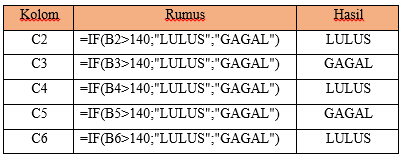 Kolom Rumus Hasil
C2 =IF(B2>140;"LULUS";"GAGAL") LULUS
C3 =IF(B3>140;"LULUS";"GAGAL") GAGAL
C4 =IF(B4>140;"LULUS";"GAGAL") LULUS
C5 =IF(B5>140;"LULUS";"GAGAL") GAGAL
C6 =IF(B6>140;"LULUS";"GAGAL") LULUS